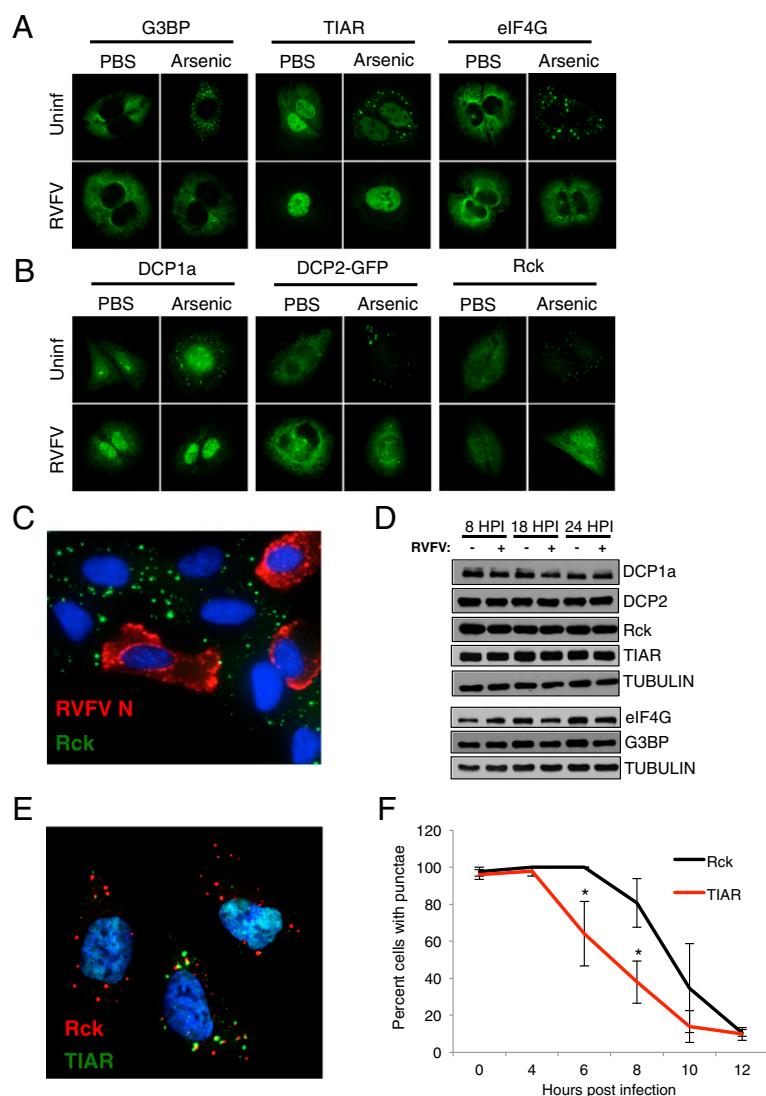 A
G3BP TIAR eIF4G
PBS Arsenic PBS Arsenic PBS Arsenic
Uninf
RVFV
B
DCP1a DCP2-GFP Rck
PBS Arsenic PBS Arsenic PBS Arsenic
Uninf
RVFV
C
RVFV N
Rck
D
8 HPI 18 HPI 24 HPI
RVFV: - + - + - +
DCP1a
DCP2
Rck
TIAR
TUBULIN
eIF4G
G3BP
TUBULIN
E
Rck
TIAR
F
Percent cells with punctae
120
100
80
60
40
20
0
Rck
TIAR
*
*
0 4 6 8 10 12
Hours post infection